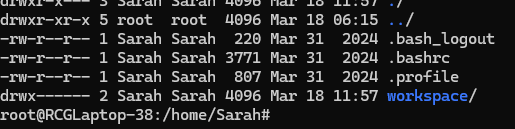 drwxr-x--- 3 Sarah Sarah 4096 Mar 18 11:57 ./
drwxr-xr-x 5 root  root  4096 Mar 18 06:15 ../
-rw-r--r-- 1 Sarah Sarah  220 Mar 31  2024 .bash_logout
-rw-r--r-- 1 Sarah Sarah 3771 Mar 31  2024 .bashrc
-rw-r--r-- 1 Sarah Sarah  807 Mar 31  2024 .profile
drwx------ 2 Sarah Sarah 4096 Mar 18 11:57 workspace/
root@RCGLaptop-38:/home/Sarah#